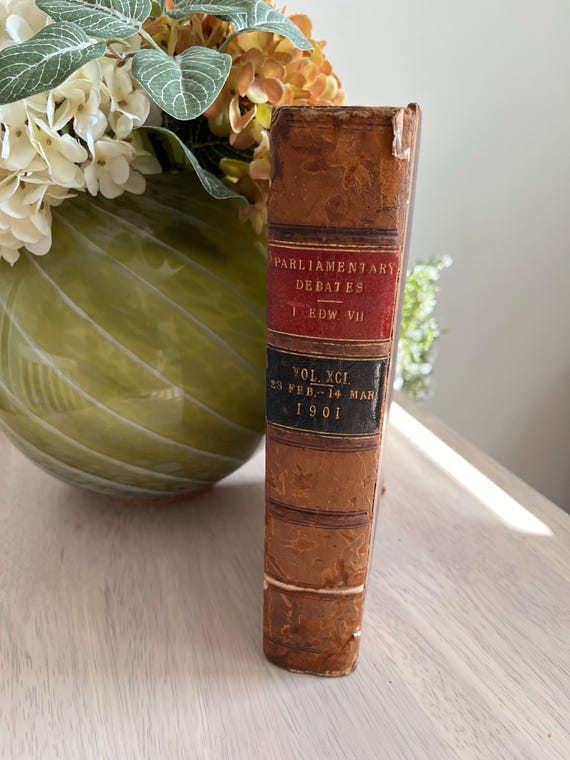 PARLIAMENTARY
DEBATES
I EDW. VII
VOL. XCI.
28 FEB.-14 MAR
1901